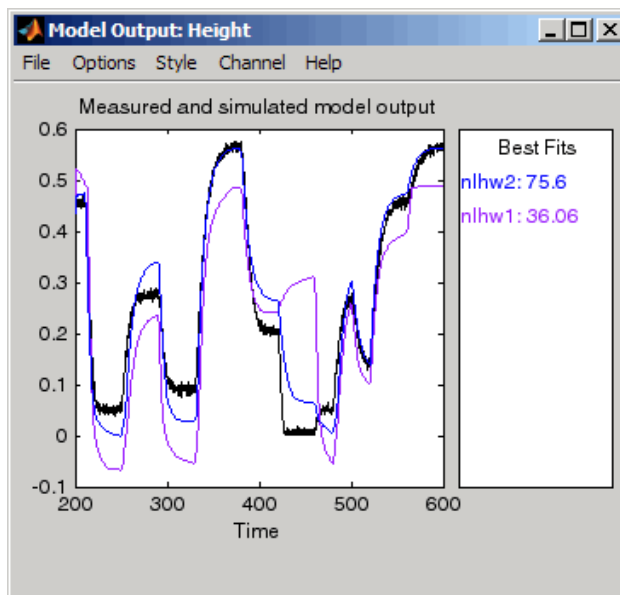 Model Output: Height
File Options Style Channel Help
Measured and simulated model output
0.6
0.5
0.4
0.3
0.2
0.1
0
-0.1
200 300 400 500 600
Time
Best Fits
nlhw2: 75.6
nlhw1: 36.06